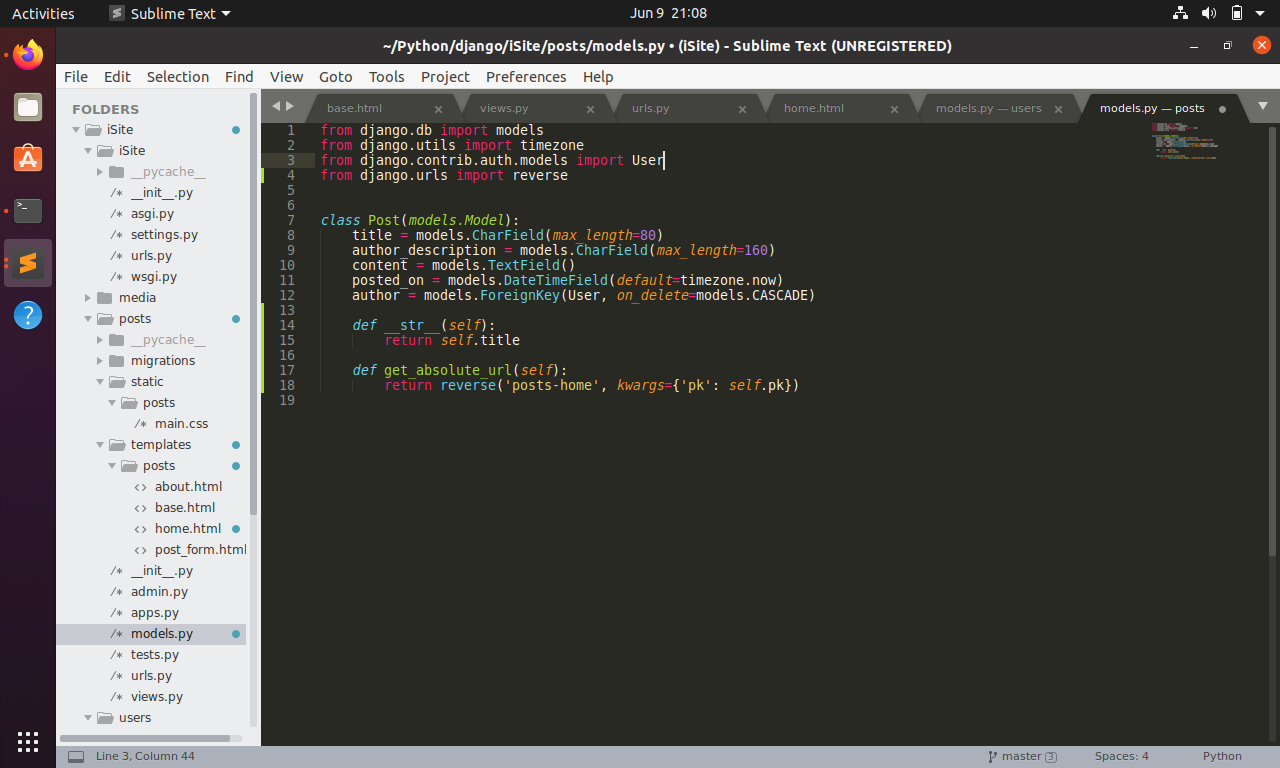 Activities Sublime Text Jun 9 21:08
~/Python/django/iSite/posts/models.py • (iSite) - Sublime Text (UNREGISTERED)
File Edit Selection Find View Goto Tools Project Preferences Help
FOLDERS
iSite
iSite
__pycache__
/* __init__.py
/* asgi.py
/* settings.py
/* urls.py
/* wsgi.py
media
posts
__pycache__
migrations
static
posts
/* main.css
templates
posts
<> about.html
<> base.html
<> home.html
<> post_form.html
/* __init__.py
/* admin.py
/* apps.py
/* models.py
/* tests.py
/* urls.py
/* views.py
users
base.html × views.py × urls.py × home.html × models.py — users × models.py — posts
1 from django.db import models
2 from django.utils import timezone
3 from django.contrib.auth.models import User
4 from django.urls import reverse
5
6
7 class Post(models.Model):
8     title = models.CharField(max_length=80)
9     author_description = models.CharField(max_length=160)
10     content = models.TextField()
11     posted_on = models.DateTimeField(default=timezone.now)
12     author = models.ForeignKey(User, on_delete=models.CASCADE)
13
14     def __str__(self):
15         return self.title
16
17     def get_absolute_url(self):
18         return reverse('posts-home', kwargs={'pk': self.pk})
19
Line 3, Column 44 master 3 Spaces: 4 Python